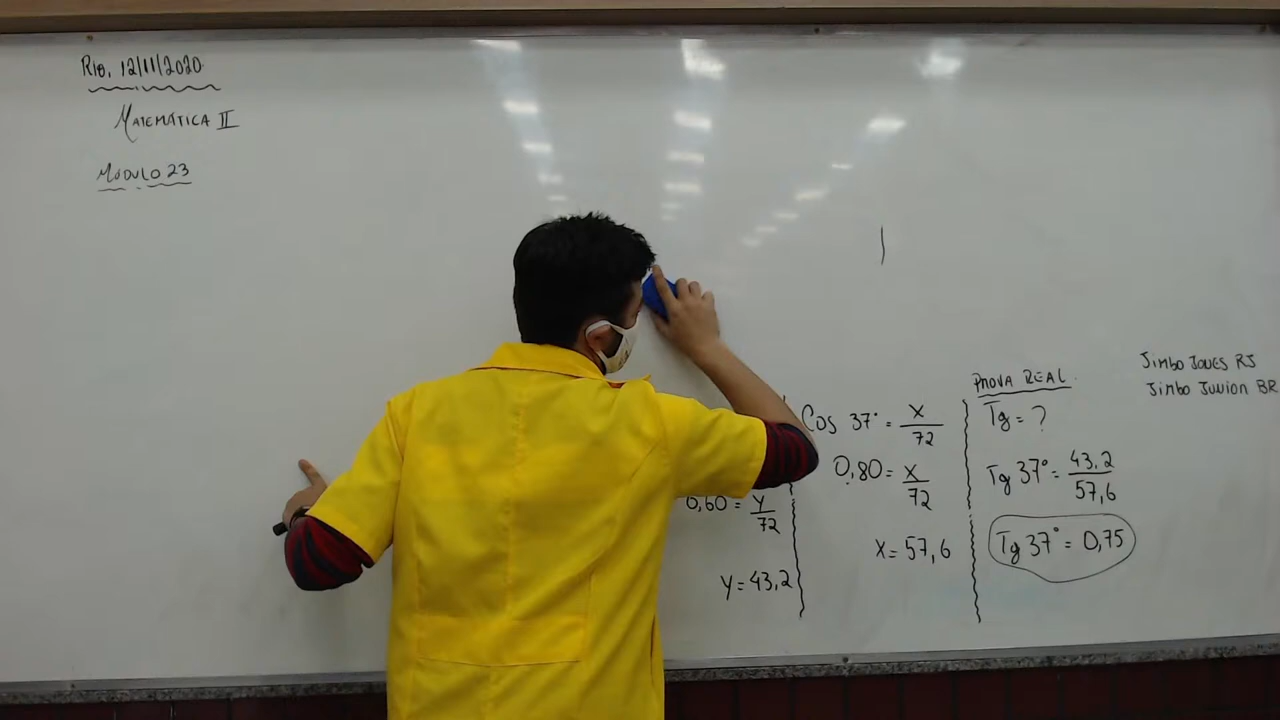 Rio, 12/11/2020
MATEMÁTICA II
MÓDULO 23
0,60 = y/72
y = 43,2
Cos 37° = x/72
0,80 = x/72
x = 57,6
PROVA REAL
Tg = ?
Tg 37° = 43,2/57,6
Tg 37° = 0,75
Jimbo Jones RJ
Jimbo Junion BR